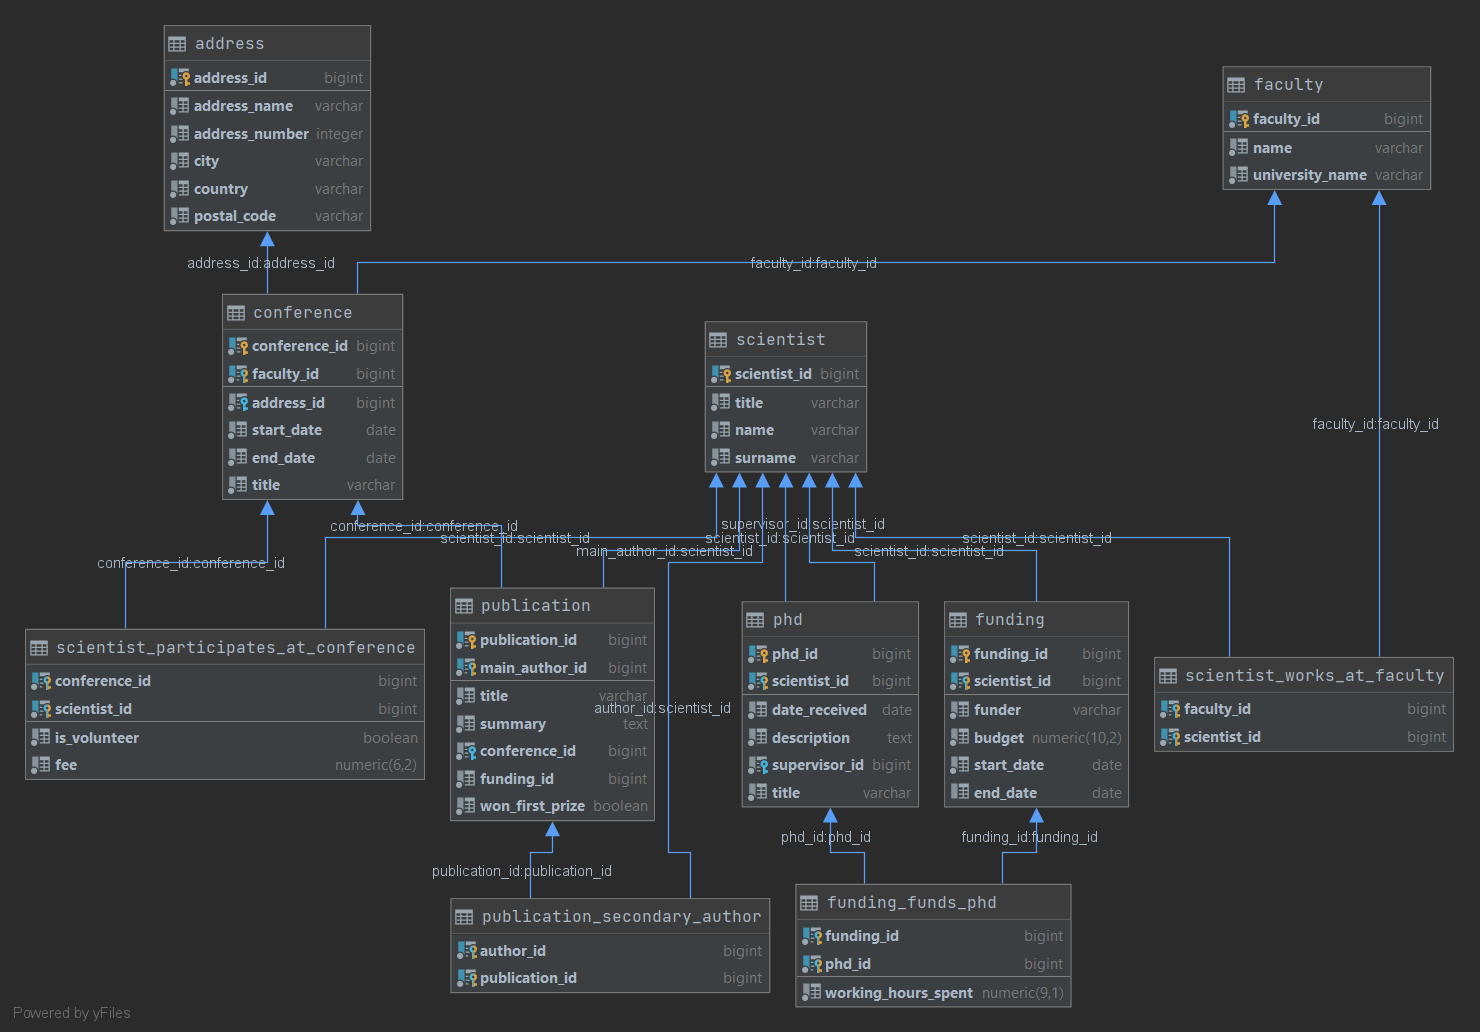 address
address_id bigint
address_name varchar
address_number integer
city varchar
country varchar
postal_code varchar
faculty
faculty_id bigint
name varchar
university_name varchar
address_id:address_id
faculty_id:faculty_id
conference
conference_id bigint
faculty_id bigint
address_id bigint
start_date date
end_date date
title varchar
scientist
scientist_id bigint
title varchar
name varchar
surname varchar
faculty_id:faculty_id
conference_id:conference_id
supervisor_id:scientist_id
scientist_id:scientist_id
scientist_id:scientist_id
scientist_id:scientist_id
main_author_id:scientist_id
scientist_id:scientist_id
conference_id:conference_id
scientist_participates_at_conference
conference_id bigint
scientist_id bigint
is_volunteer boolean
fee numeric(6,2)
publication
publication_id bigint
main_author_id bigint
title varchar
summary text
conference_id bigint
funding_id bigint
won_first_prize boolean
author_id:scientist_id
phd
phd_id bigint
scientist_id bigint
date_received date
description text
supervisor_id bigint
title varchar
funding
funding_id bigint
scientist_id bigint
funder varchar
budget numeric(10,2)
start_date date
end_date date
scientist_works_at_faculty
faculty_id bigint
scientist_id bigint
phd_id:phd_id
funding_id:funding_id
publication_id:publication_id
publication_secondary_author
author_id bigint
publication_id bigint
funding_funds_phd
funding_id bigint
phd_id bigint
working_hours_spent numeric(9,1)
Powered by yFiles